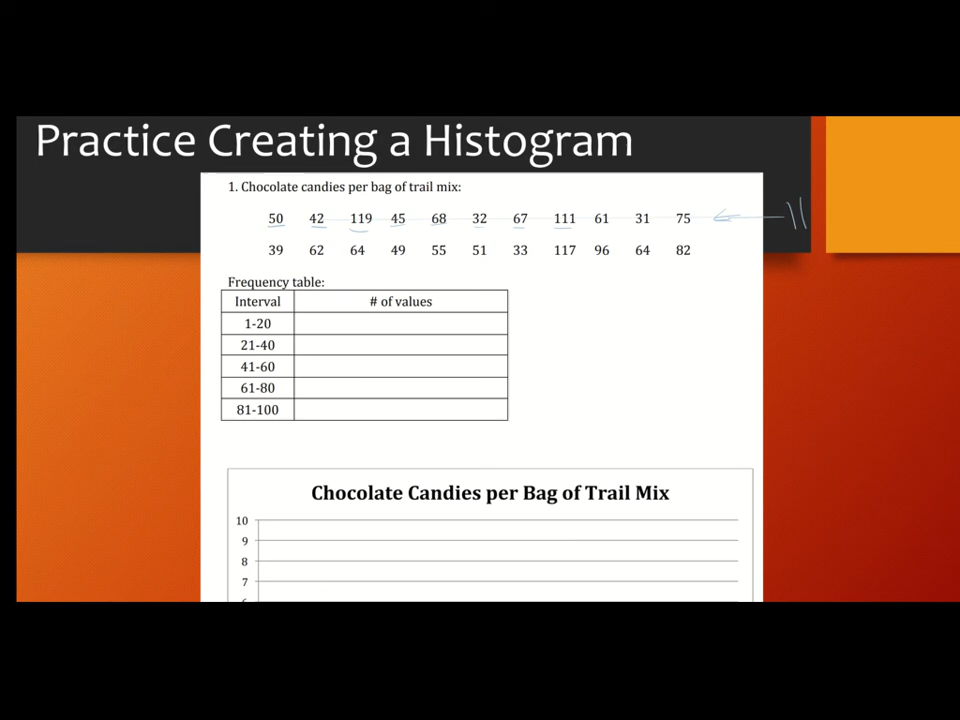 Practice Creating a Histogram
1. Chocolate candies per bag of trail mix:
50 42 119 45 68 32 67 111 61 31 75
11
39 62 64 49 55 51 33 117 96 64 82
Frequency table:
Interval # of values
1-20
21-40
41-60
61-80
81-100
Chocolate Candies per Bag of Trail Mix
10
9
8
7